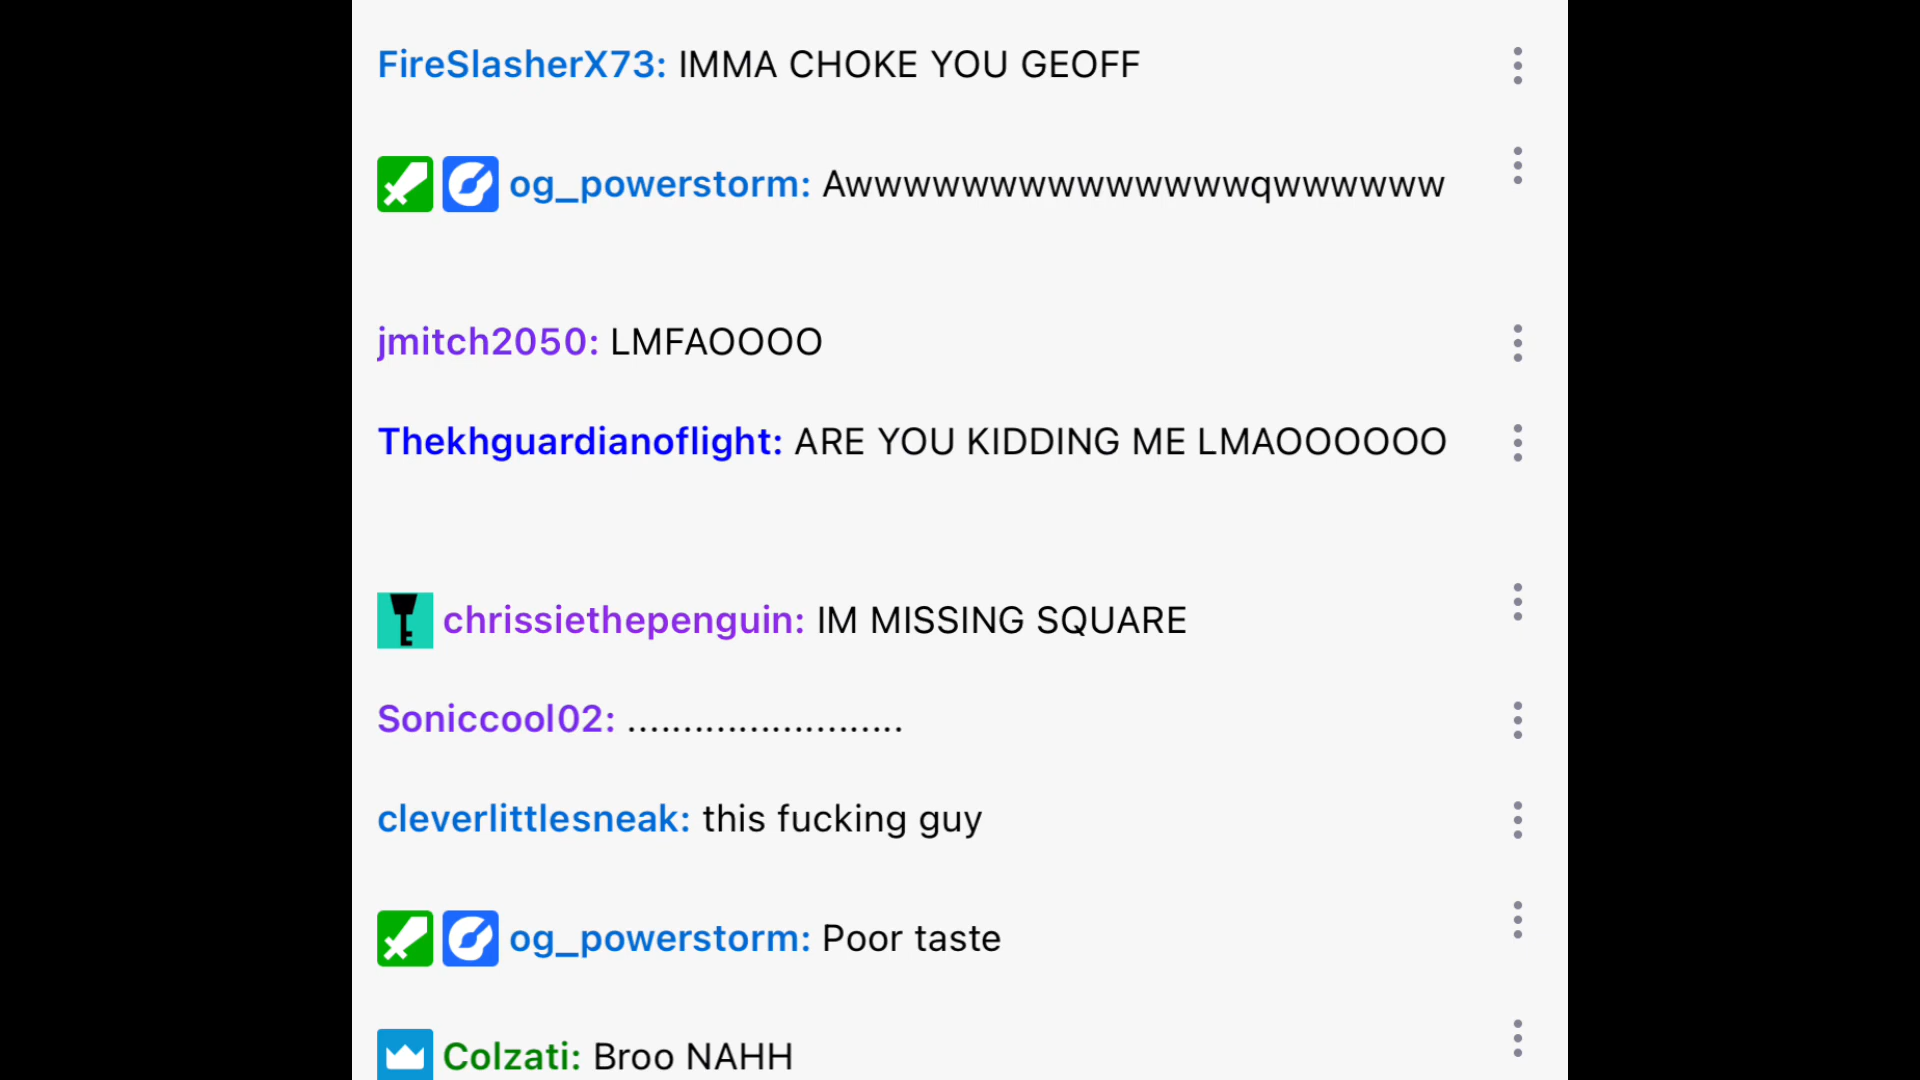 FireSlasherX73: IMMA CHOKE YOU GEOFF
og_powerstorm: Awwwwwwwwwwwwwwwqwwwwww
jmitch2050: LMFAOOOO
Thekhguardianoflight: ARE YOU KIDDING ME LMAOOOOOO
chrissiethepenguin: IM MISSING SQUARE
Soniccool02: .........................
cleverlittlesneak: this fucking guy
og_powerstorm: Poor taste
Colzati: Broo NAHH